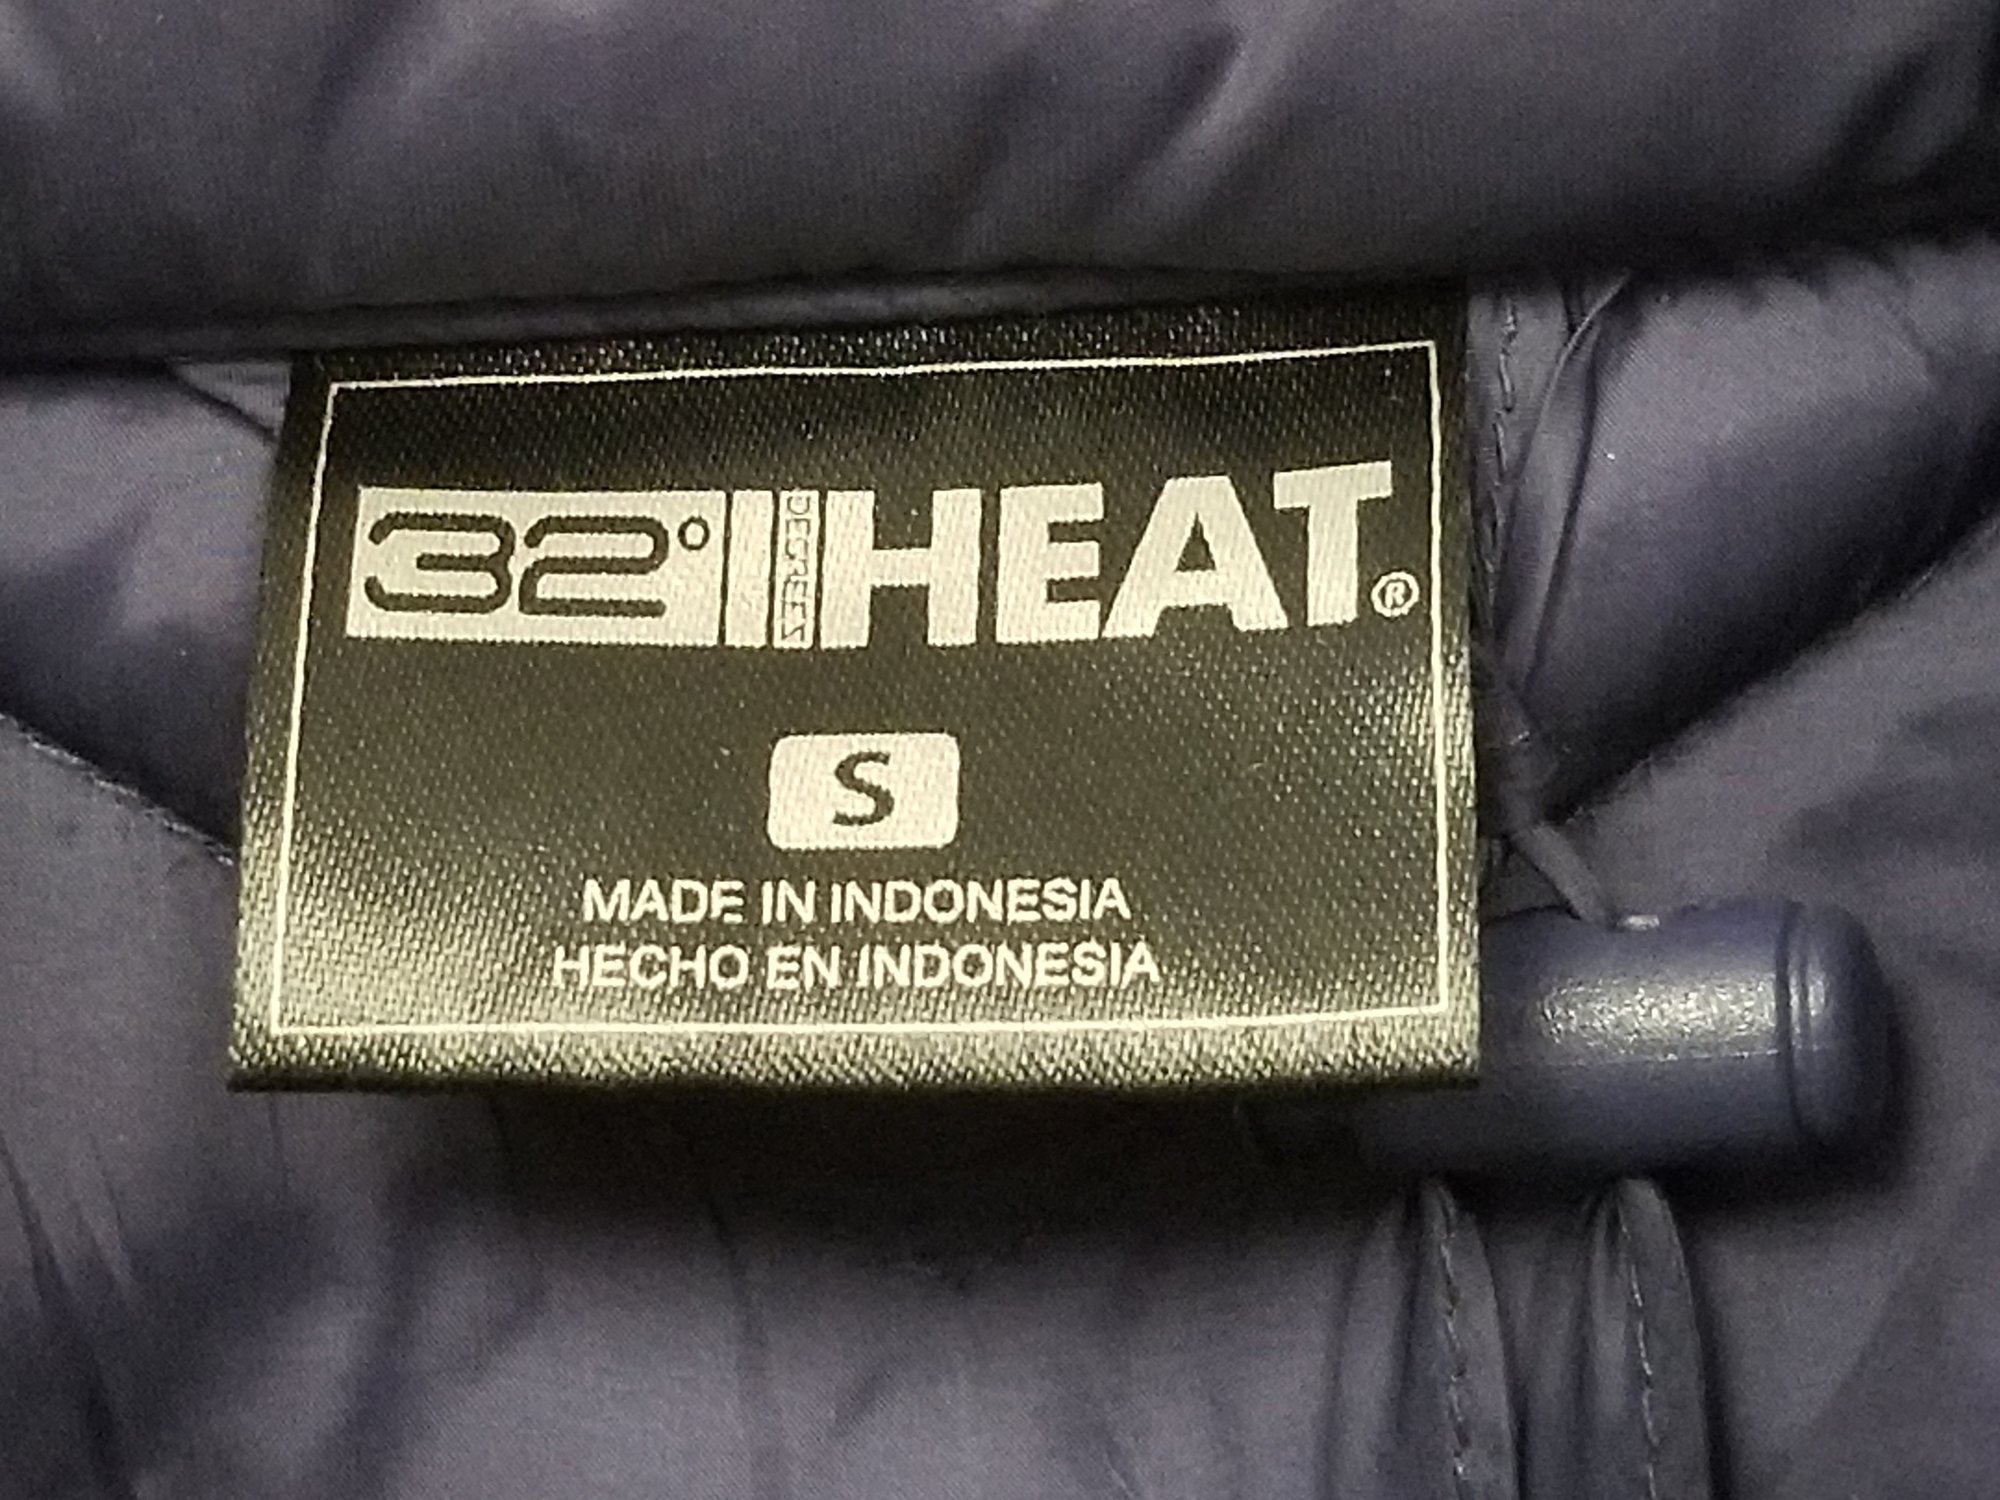 32° DEGREES HEAT®
S
MADE IN INDONESIA
HECHO EN INDONESIA